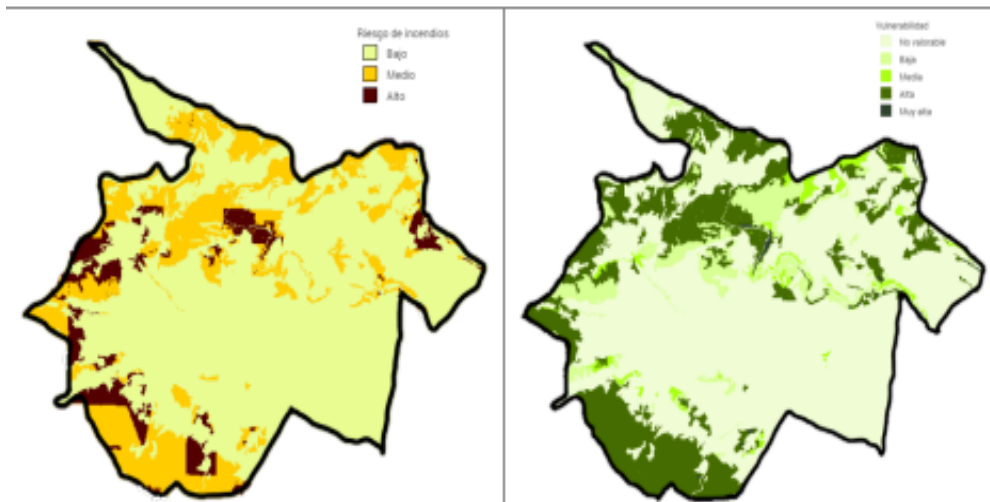 Riesgo de incendios
Bajo
Medio
Alto
Vulnerabilidad
No valorable
Baja
Media
Alta
Muy alta